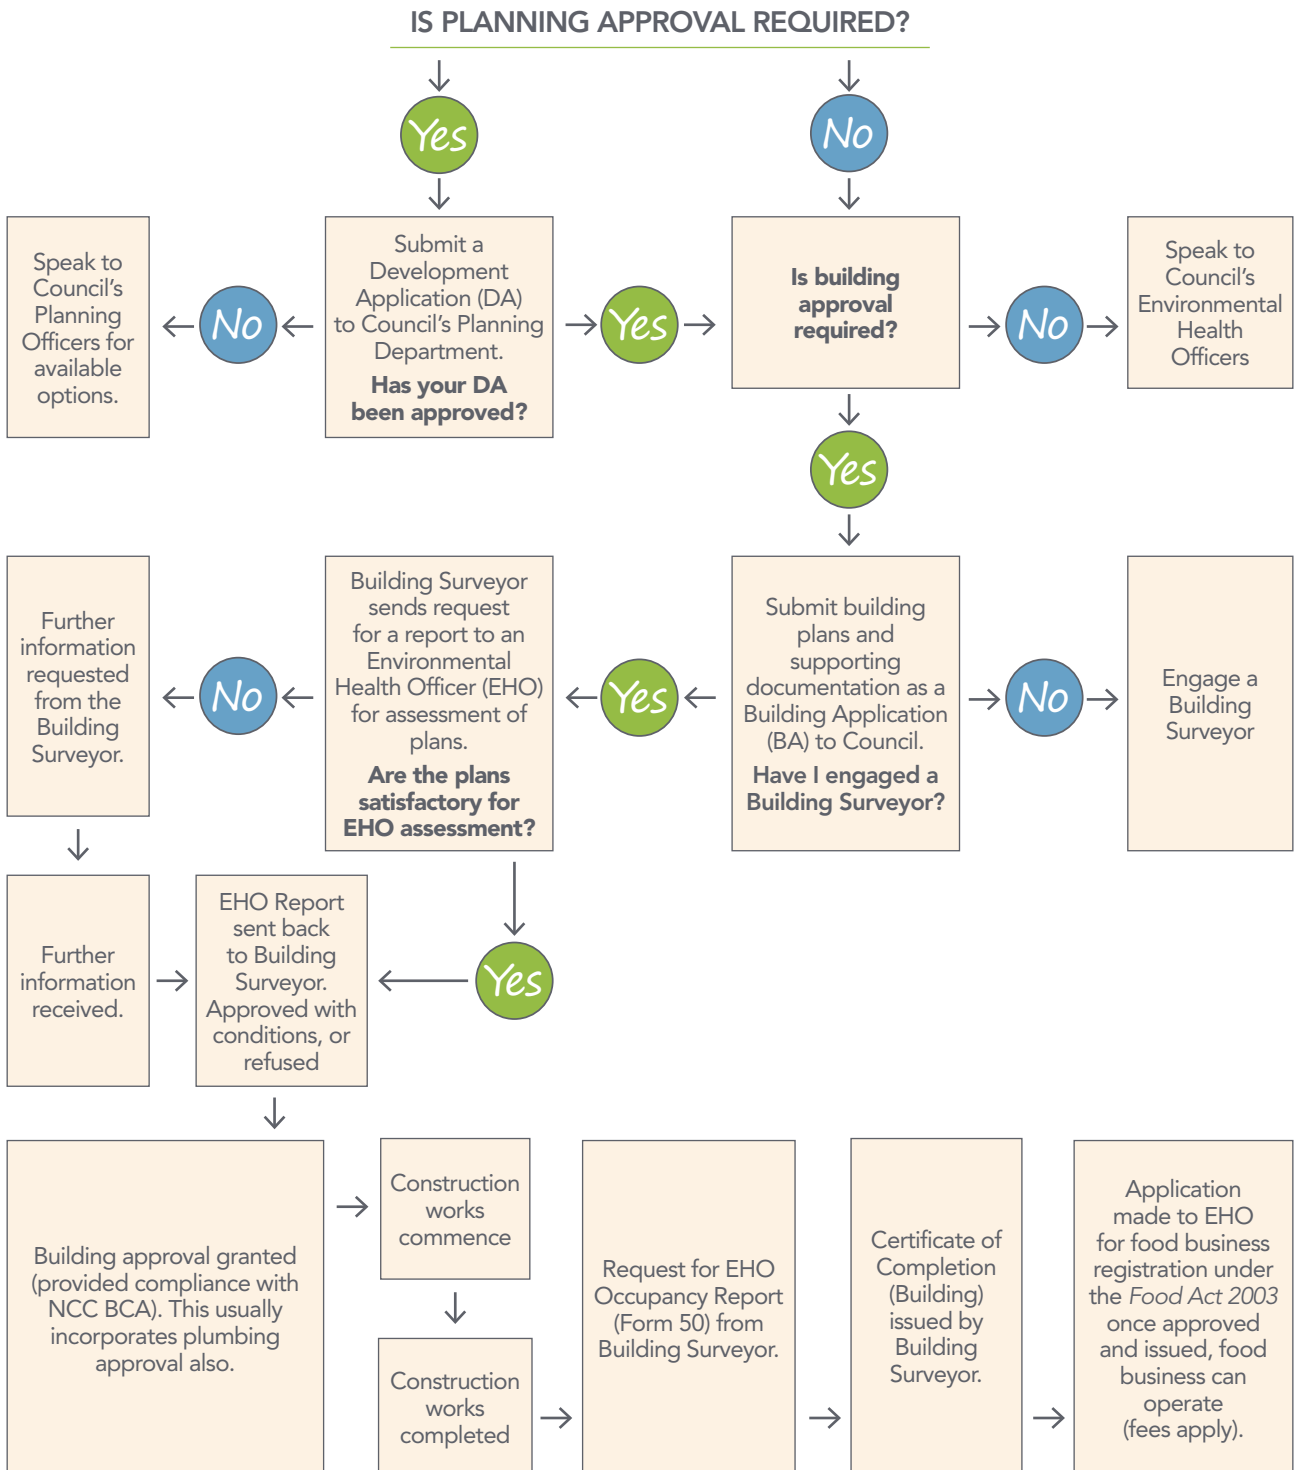 IS PLANNING APPROVAL REQUIRED?
Yes
No
Speak to
Council’s
Planning
Officers for
available
options.
No
Submit a
Development
Application (DA)
to Council’s Planning
Department.
Has your DA
been approved?
Yes
Is building
approval
required?
No
Speak to
Council’s
Environmental
Health
Officers
Yes
Further
information
requested
from the
Building
Surveyor.
No
Building Surveyor
sends request
for a report to an
Environmental
Health Officer (EHO)
for assessment of
plans.
Are the plans
satisfactory for
EHO assessment?
Yes
Submit building
plans and
supporting
documentation as a
Building Application
(BA) to Council.
Have I engaged a
Building Surveyor?
No
Engage a
Building
Surveyor
Further
information
received.
EHO Report
sent back
to Building
Surveyor.
Approved with
conditions, or
refused
Yes
Building approval granted
(provided compliance with
NCC BCA). This usually
incorporates plumbing
approval also.
Construction
works
commence
Construction
works
completed
Request for EHO
Occupancy Report
(Form 50) from
Building Surveyor.
Certificate of
Completion
(Building)
issued by
Building
Surveyor.
Application
made to EHO
for food business
registration under
the Food Act 2003
once approved
and issued, food
business can
operate
(fees apply).